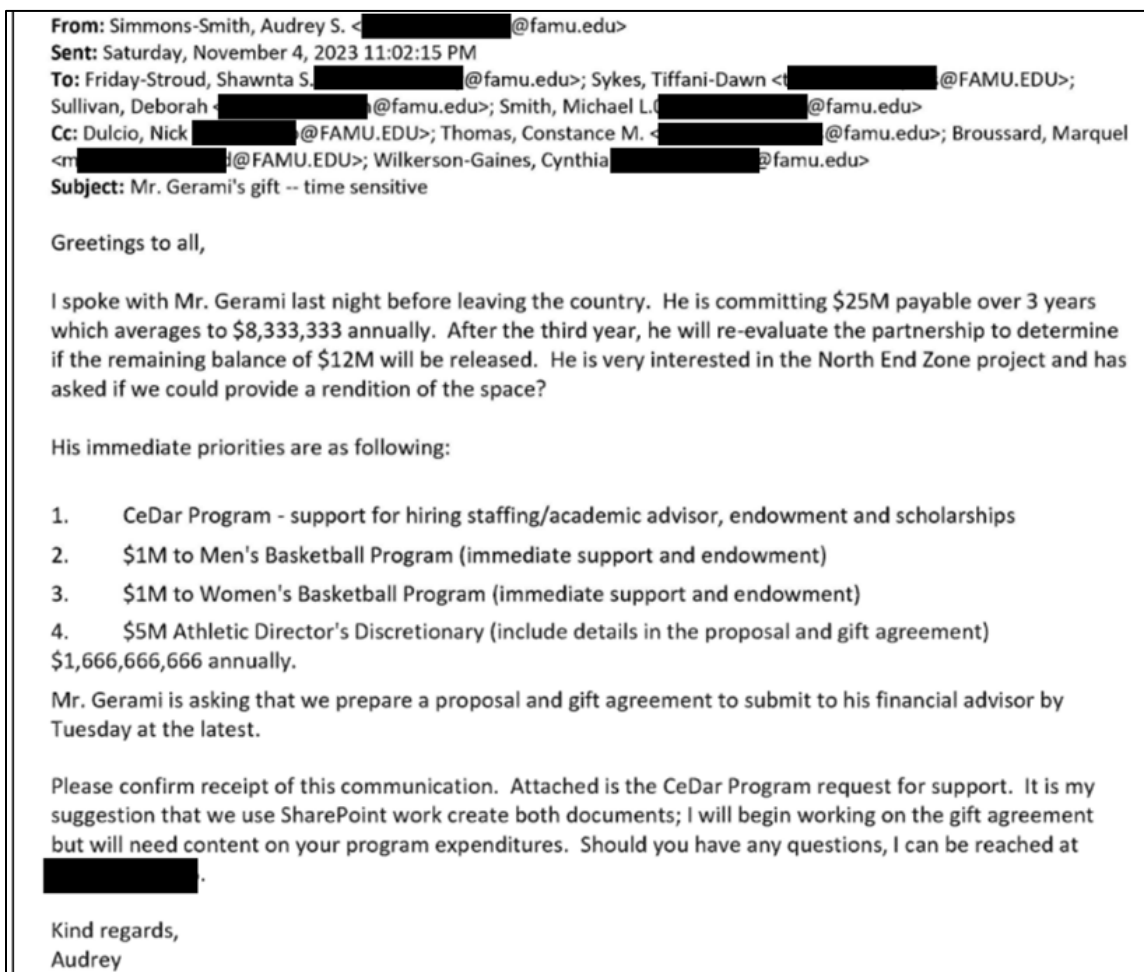 From: Simmons-Smith, Audrey S. < @famu.edu>
Sent: Saturday, November 4, 2023 11:02:15 PM
To: Friday-Stroud, Shawnta S. @famu.edu>; Sykes, Tiffani-Dawn <t @FAMU.EDU>;
Sullivan, Deborah < @famu.edu>; Smith, Michael L. @famu.edu>
Cc: Dulcio, Nick @FAMU.EDU>; Thomas, Constance M. < @famu.edu>; Broussard, Marquel
<m d@FAMU.EDU>; Wilkerson-Gaines, Cynthia @famu.edu>
Subject: Mr. Gerami's gift -- time sensitive
Greetings to all,
I spoke with Mr. Gerami last night before leaving the country. He is committing $25M payable over 3 years
which averages to $8,333,333 annually. After the third year, he will re-evaluate the partnership to determine
if the remaining balance of $12M will be released. He is very interested in the North End Zone project and has
asked if we could provide a rendition of the space?
His immediate priorities are as following:
1. CeDar Program - support for hiring staffing/academic advisor, endowment and scholarships
2. $1M to Men's Basketball Program (immediate support and endowment)
3. $1M to Women's Basketball Program (immediate support and endowment)
4. $5M Athletic Director's Discretionary (include details in the proposal and gift agreement)
$1,666,666,666 annually.
Mr. Gerami is asking that we prepare a proposal and gift agreement to submit to his financial advisor by
Tuesday at the latest.
Please confirm receipt of this communication. Attached is the CeDar Program request for support. It is my
suggestion that we use SharePoint work create both documents; I will begin working on the gift agreement
but will need content on your program expenditures. Should you have any questions, I can be reached at
.
Kind regards,
Audrey